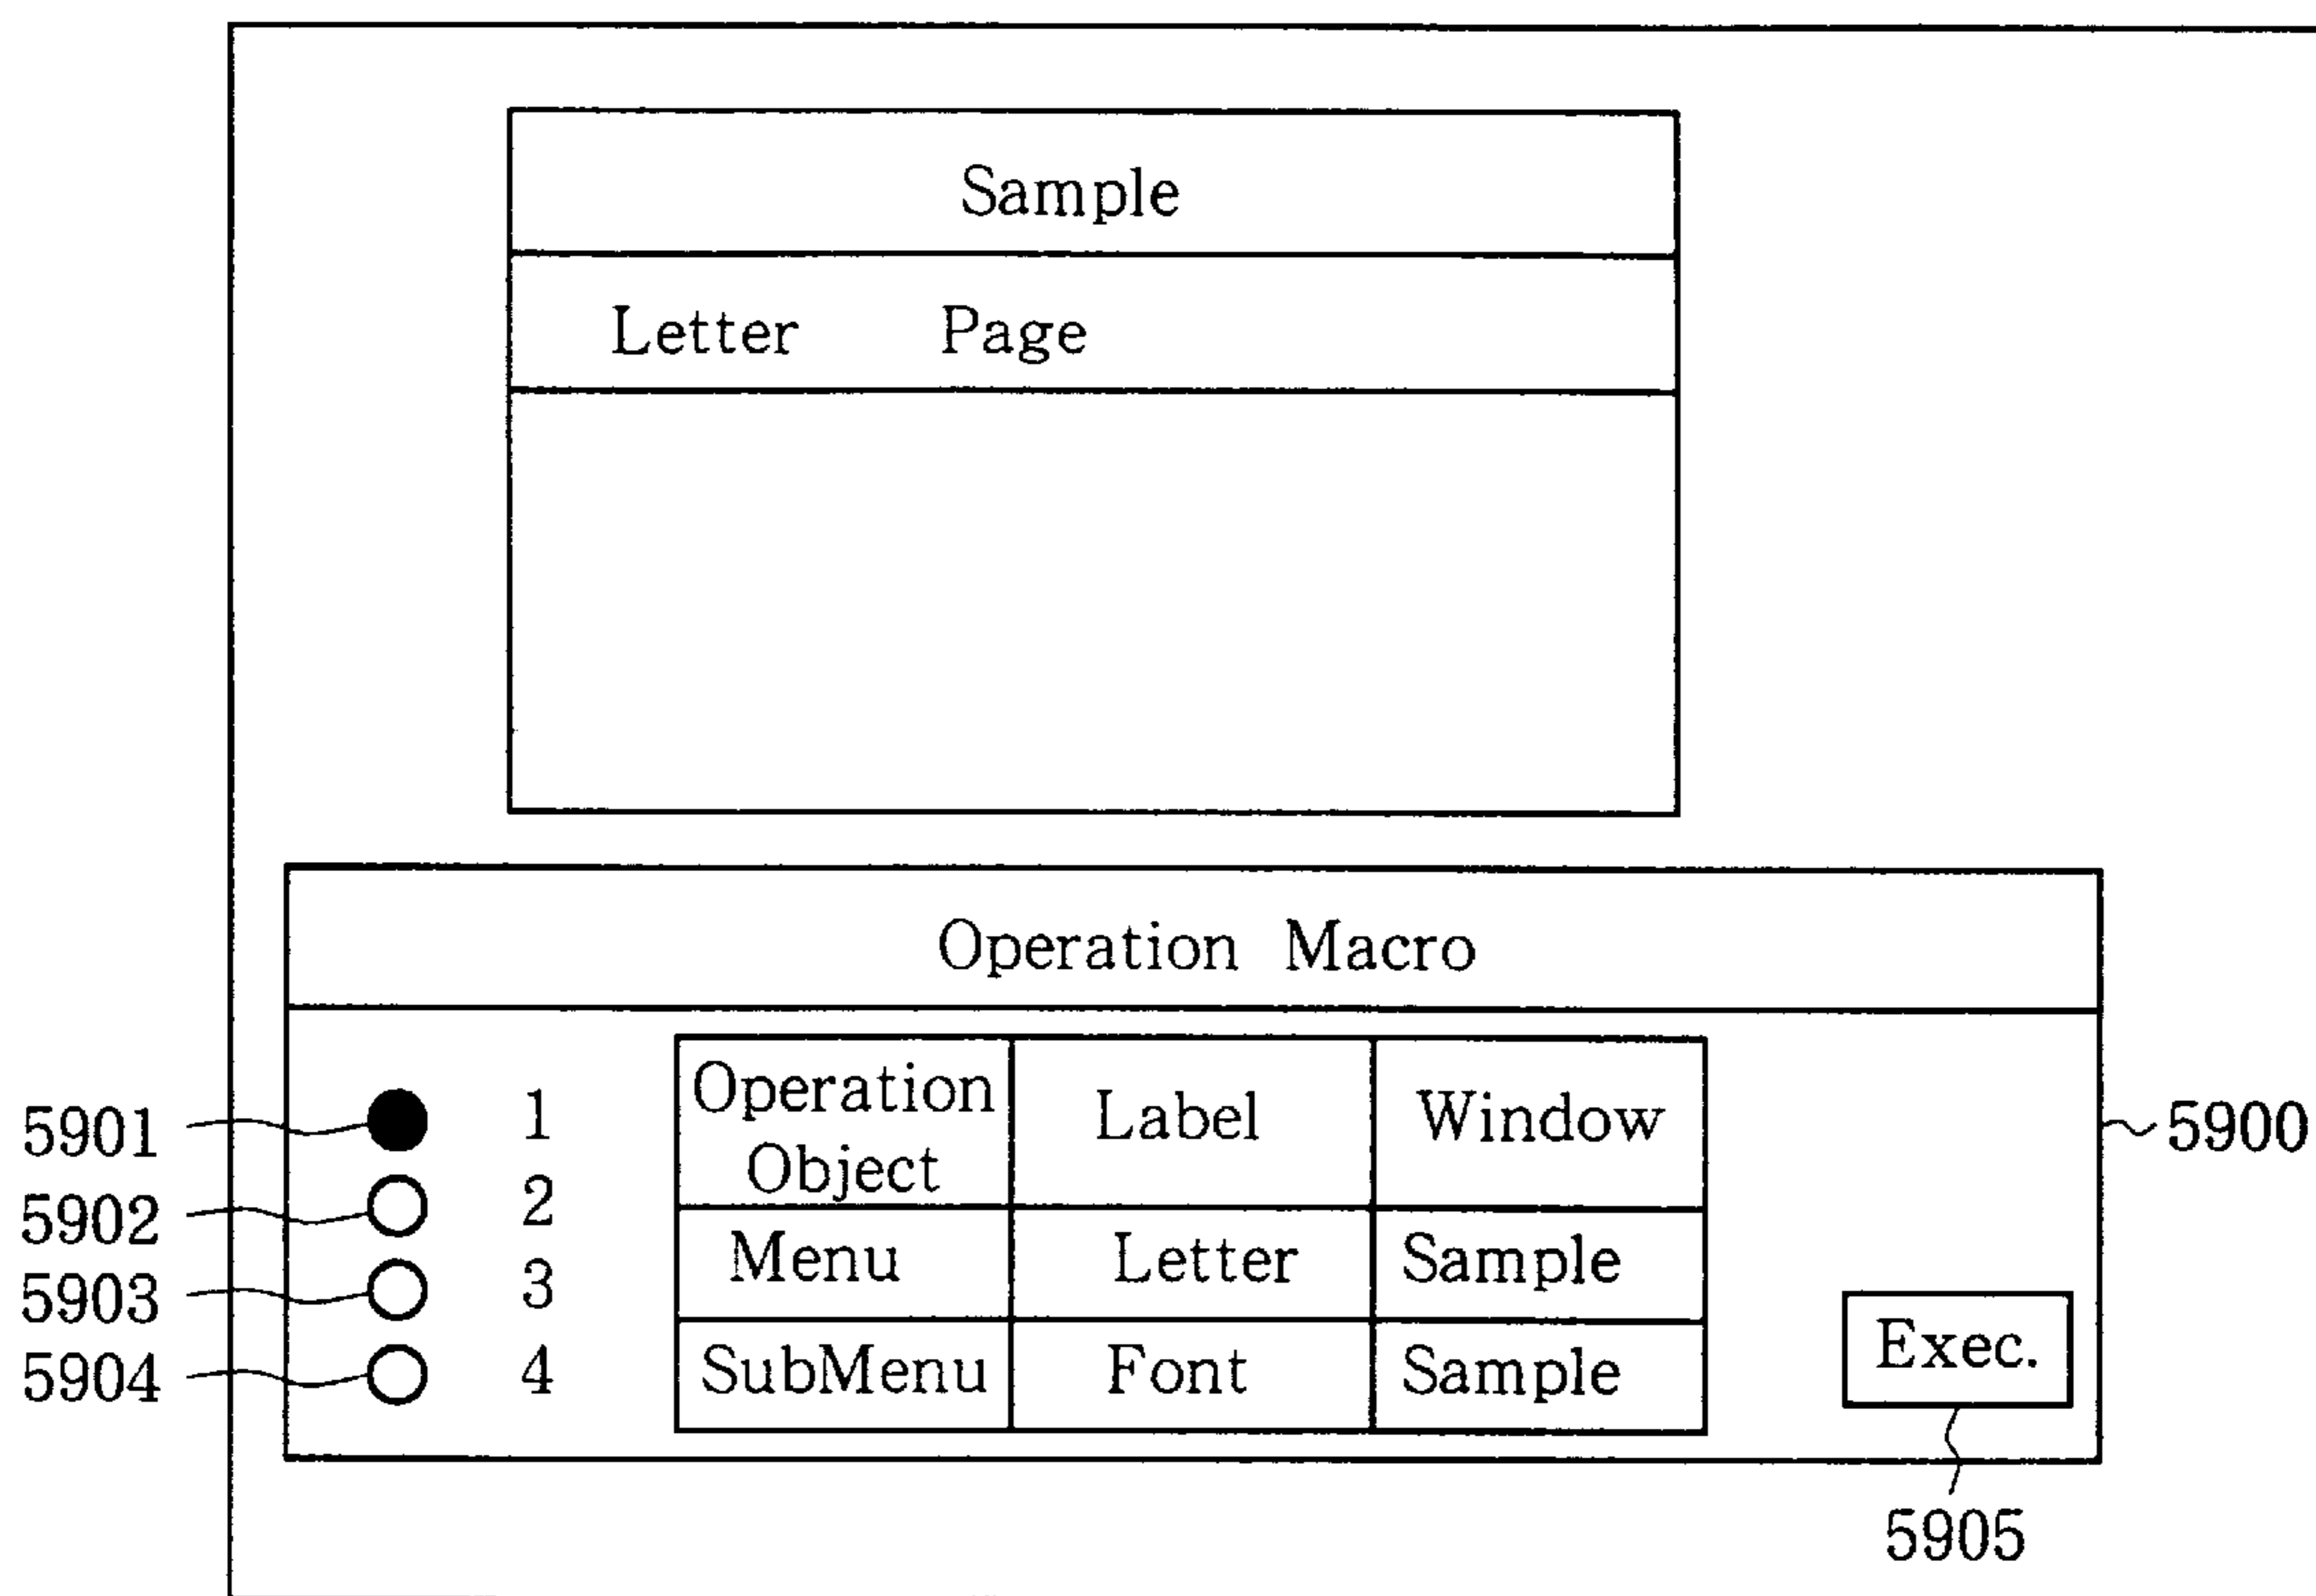 Sample
Letter Page
Operation Macro
Operation Object Label Window
Menu Letter Sample
SubMenu Font Sample
1
2
3
4
Exec.
5901
5902
5903
5904
5900
5905